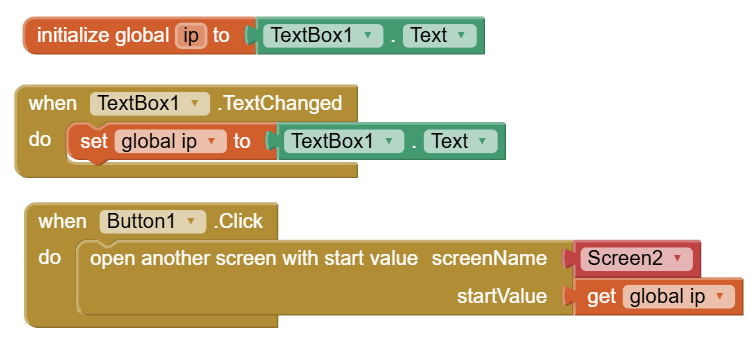 initialize global ip to TextBox1 . Text
when TextBox1 .TextChanged
do set global ip to TextBox1 . Text
when Button1 .Click
do open another screen with start value screenName Screen2
startValue get global ip